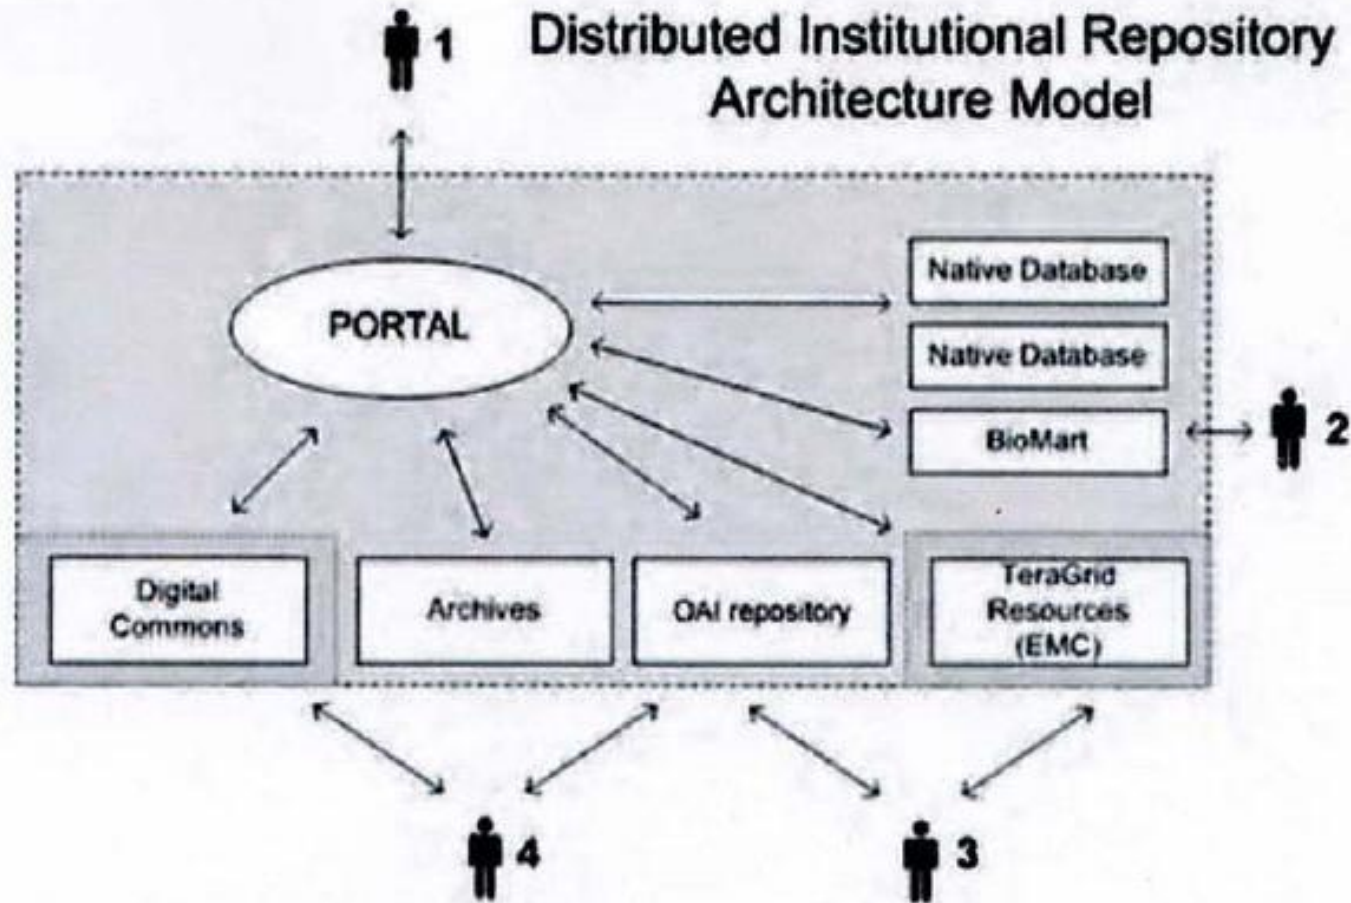 1
Distributed Institutional Repository
Architecture Model
PORTAL
Native Database
Native Database
BioMart
2
Digital
Commons
Archives
OAI repository
TeraGrid
Resources
(EMC)
4
3